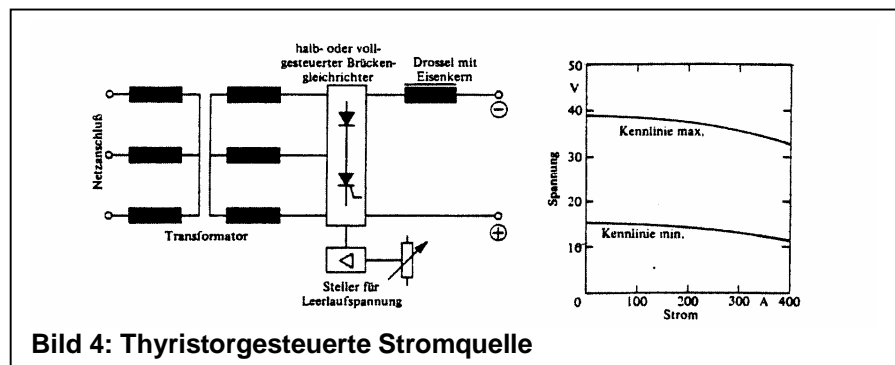 halb- oder voll-
gesteuerter Brücken-
gleichrichter
Drossel mit
Eisenkern
Netzanschluß
Transformator
Steller für
Leerlaufspannung
50
V
40
30
20
10
0
Spannung
Kennlinie max.
Kennlinie min.
100 200 300 A 400
Strom
Bild 4: Thyristorgesteuerte Stromquelle